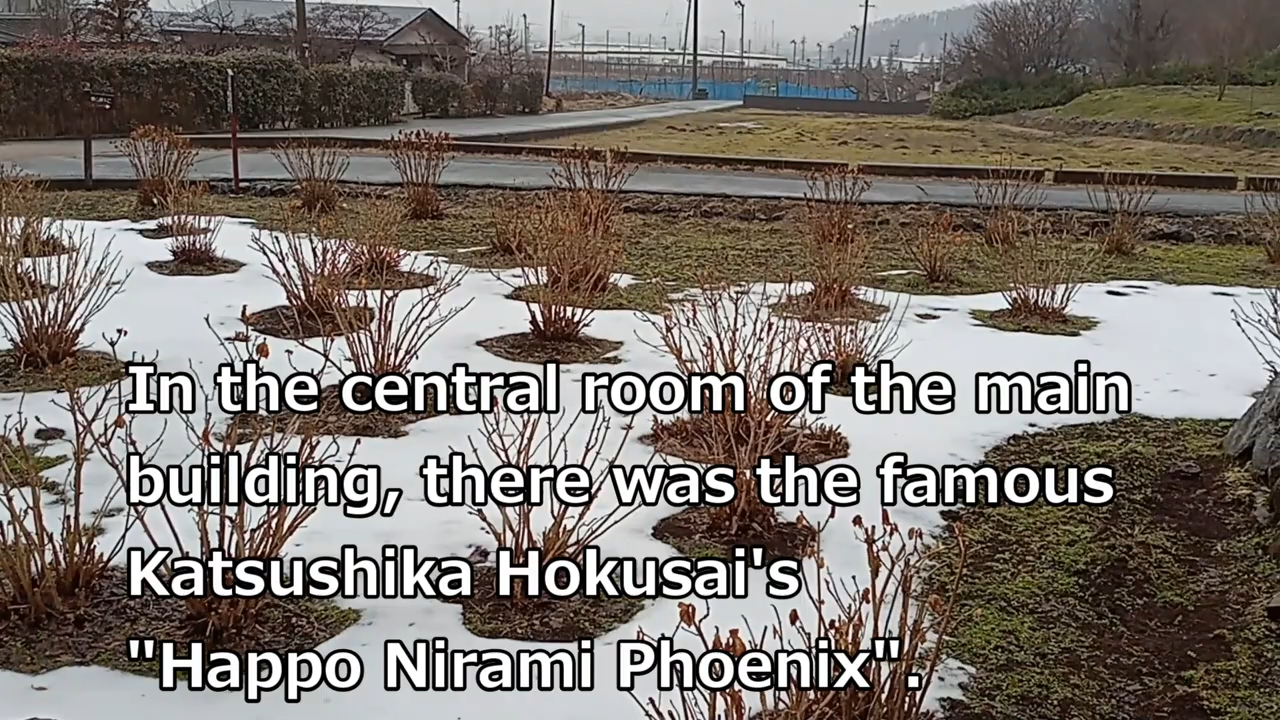 In the central room of the main
building, there was the famous
Katsushika Hokusai's
"Happo Nirami Phoenix".